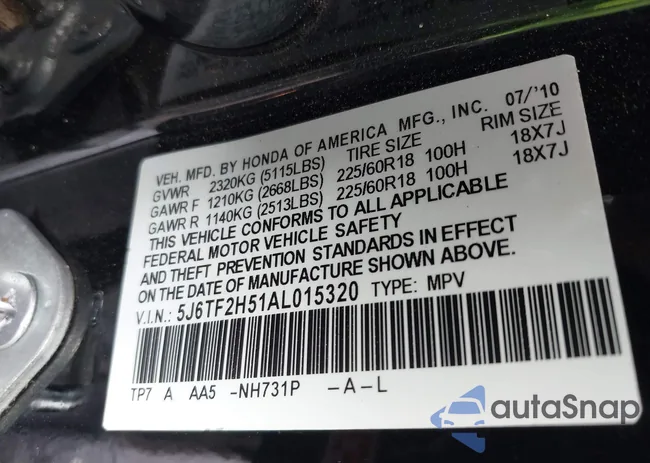 VEH. MFD. BY HONDA OF AMERICA MFG., INC. 07/'10
GVWR 2320KG (5115LBS) TIRE SIZE RIM SIZE
GAWR F 1210KG (2668LBS) 225/60R18 100H 18X7J
GAWR R 1140KG (2513LBS) 225/60R18 100H 18X7J
THIS VEHICLE CONFORMS TO ALL APPLICABLE
FEDERAL MOTOR VEHICLE SAFETY
AND THEFT PREVENTION STANDARDS IN EFFECT
ON THE DATE OF MANUFACTURE SHOWN ABOVE.
V.I.N.: 5J6TF2H51AL015320 TYPE: MPV
TP7 A AA5 -NH731P -A-L
autoSnap